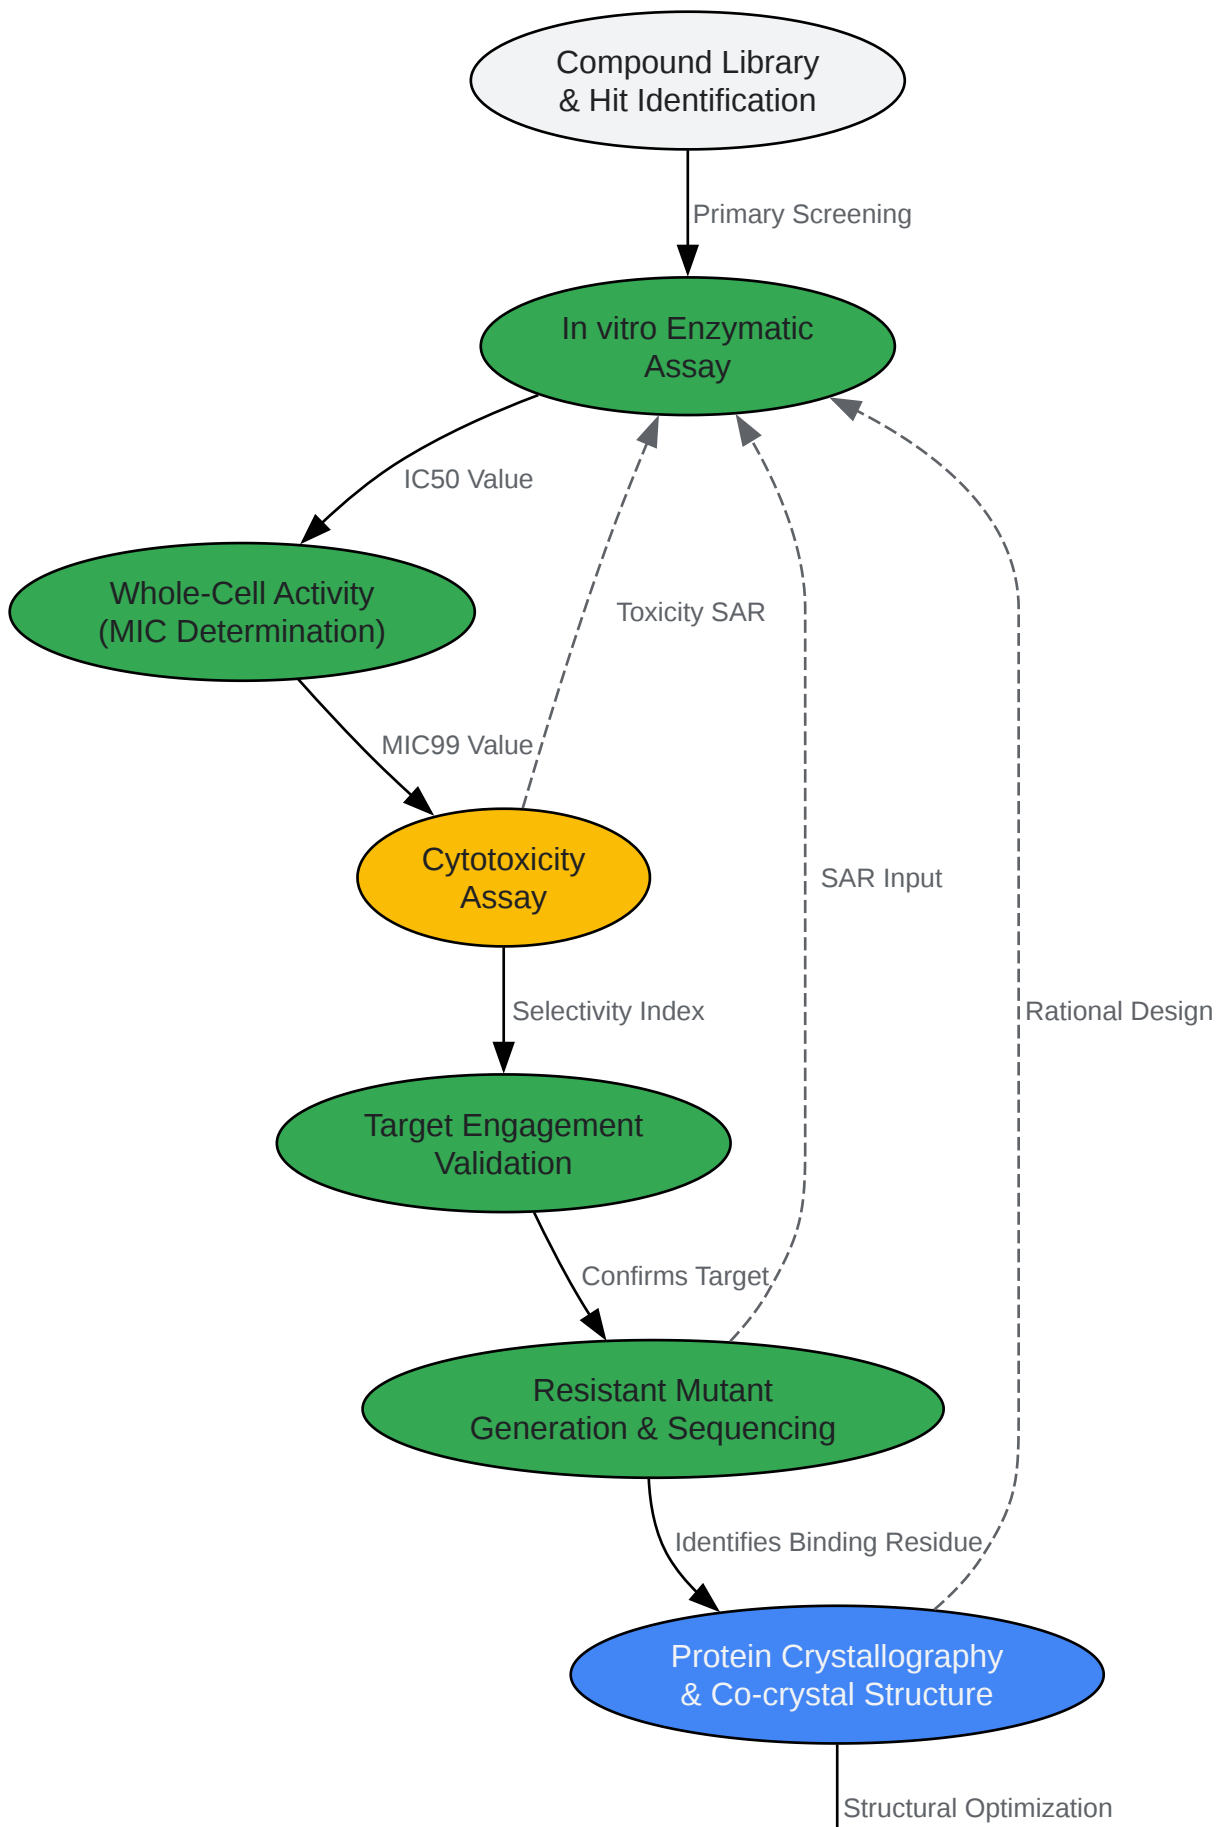 Compound Library
& Hit Identification
Primary Screening
In vitro Enzymatic
Assay
IC50 Value
Whole-Cell Activity
(MIC Determination)
Toxicity SAR
MIC99 Value
Cytotoxicity
Assay
SAR Input
Selectivity Index
Rational Design
Target Engagement
Validation
Confirms Target
Resistant Mutant
Generation & Sequencing
Identifies Binding Residue
Protein Crystallography
& Co-crystal Structure
Structural Optimization